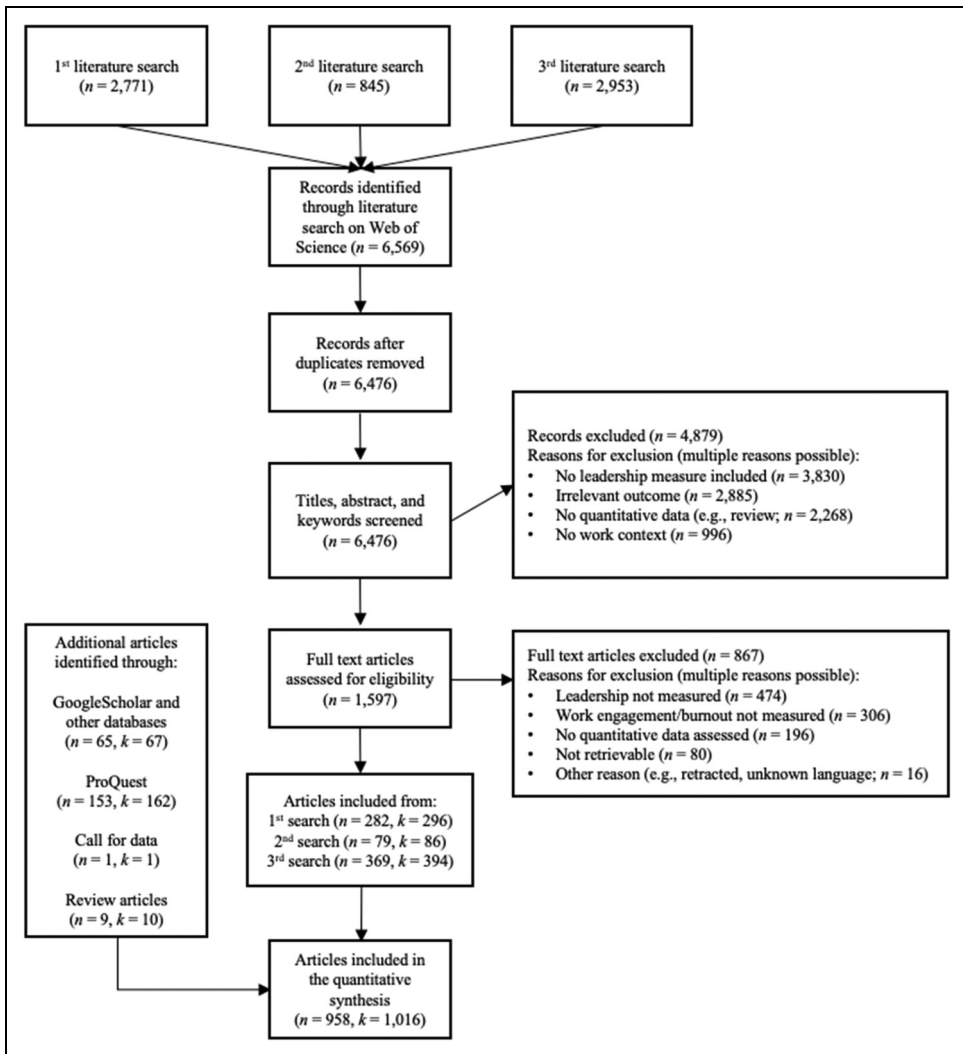 1st literature search
(n = 2,771)
2nd literature search
(n = 845)
3rd literature search
(n = 2,953)
Records identified
through literature
search on Web of
Science (n = 6,569)
Records after
duplicates removed
(n = 6,476)
Titles, abstract, and
keywords screened
(n = 6,476)
Records excluded (n = 4,879)
Reasons for exclusion (multiple reasons possible):
• No leadership measure included (n = 3,830)
• Irrelevant outcome (n = 2,885)
• No quantitative data (e.g., review; n = 2,268)
• No work context (n = 996)
Additional articles
identified through:
GoogleScholar and
other databases
(n = 65, k = 67)
ProQuest
(n = 153, k = 162)
Call for data
(n = 1, k = 1)
Review articles
(n = 9, k = 10)
Full text articles
assessed for eligibility
(n = 1,597)
Full text articles excluded (n = 867)
Reasons for exclusion (multiple reasons possible):
• Leadership not measured (n = 474)
• Work engagement/burnout not measured (n = 306)
• No quantitative data assessed (n = 196)
• Not retrievable (n = 80)
• Other reason (e.g., retracted, unknown language; n = 16)
Articles included from:
1st search (n = 282, k = 296)
2nd search (n = 79, k = 86)
3rd search (n = 369, k = 394)
Articles included in
the quantitative
synthesis
(n = 958, k = 1,016)